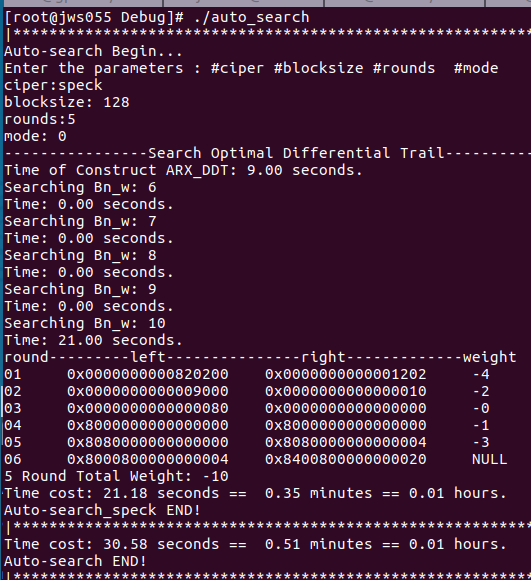 [root@jws055 Debug]# ./auto_search
|*************************************************************
Auto-search Begin...
Enter the parameters : #ciper #blocksize #rounds  #mode
ciper:speck
blocksize: 128
rounds:5
mode: 0
----------------Search Optimal Differential Trail----------
Time of Construct ARX_DDT: 9.00 seconds.
Searching Bn_w: 6
Time: 0.00 seconds.
Searching Bn_w: 7
Time: 0.00 seconds.
Searching Bn_w: 8
Time: 0.00 seconds.
Searching Bn_w: 9
Time: 0.00 seconds.
Searching Bn_w: 10
Time: 21.00 seconds.
round---------left---------------right-------------weight
01     0x0000000000820200    0x0000000000001202     -4
02     0x0000000000009000    0x0000000000000010     -2
03     0x0000000000000080    0x0000000000000000     -0
04     0x8000000000000000    0x8000000000000000     -1
05     0x8080000000000000    0x8080000000000004     -3
06     0x8000800000000004    0x8400800000000020     NULL
5 Round Total Weight: -10
Time cost: 21.18 seconds ==  0.35 minutes == 0.01 hours.
Auto-search_speck END!
|*************************************************************
Time cost: 30.58 seconds ==  0.51 minutes == 0.01 hours.
Auto-search END!
|*************************************************************